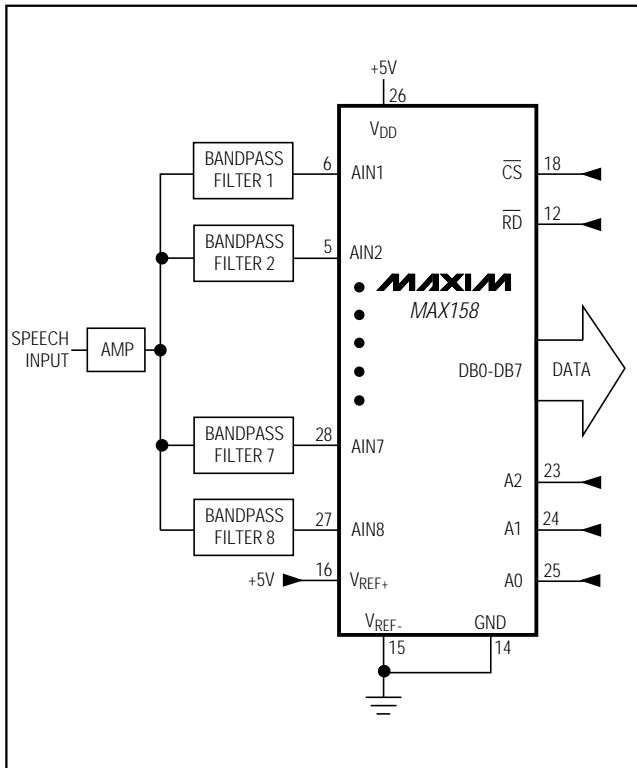 +5V
26
VDD
BANDPASS
FILTER 1
6
AIN1
CS
18
RD
12
BANDPASS
FILTER 2
5
AIN2
MAXIM
MAX158
SPEECH
INPUT
AMP
DB0-DB7
DATA
BANDPASS
FILTER 7
28
AIN7
A2
23
BANDPASS
FILTER 8
27
AIN8
A1
24
+5V
16
VREF+
A0
25
VREF-
GND
15
14